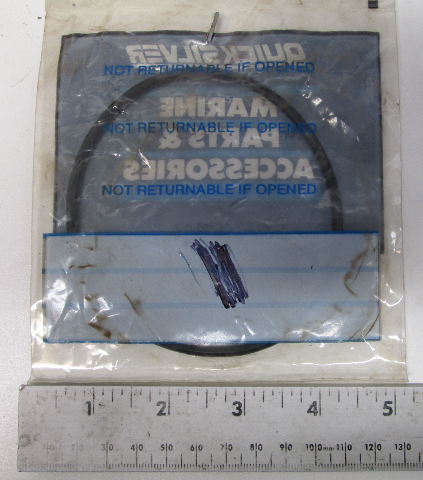 QUICKSILVER
NOT RETURNABLE IF OPENED
MARINE
NOT RETURNABLE IF OPENED
PARTS &
ACCESSORIES
NOT RETURNABLE IF OPENED
1 2 3 4 5
10 20 30 40 50 60 70 80 90 100mm 110 120 130